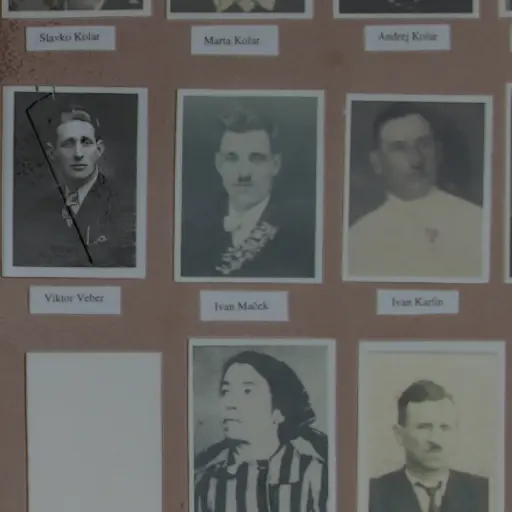 Slavko Kolar
Marta Kolar
Andrej Kolar
Viktor Veber
Ivan Maček
Ivan Karlin